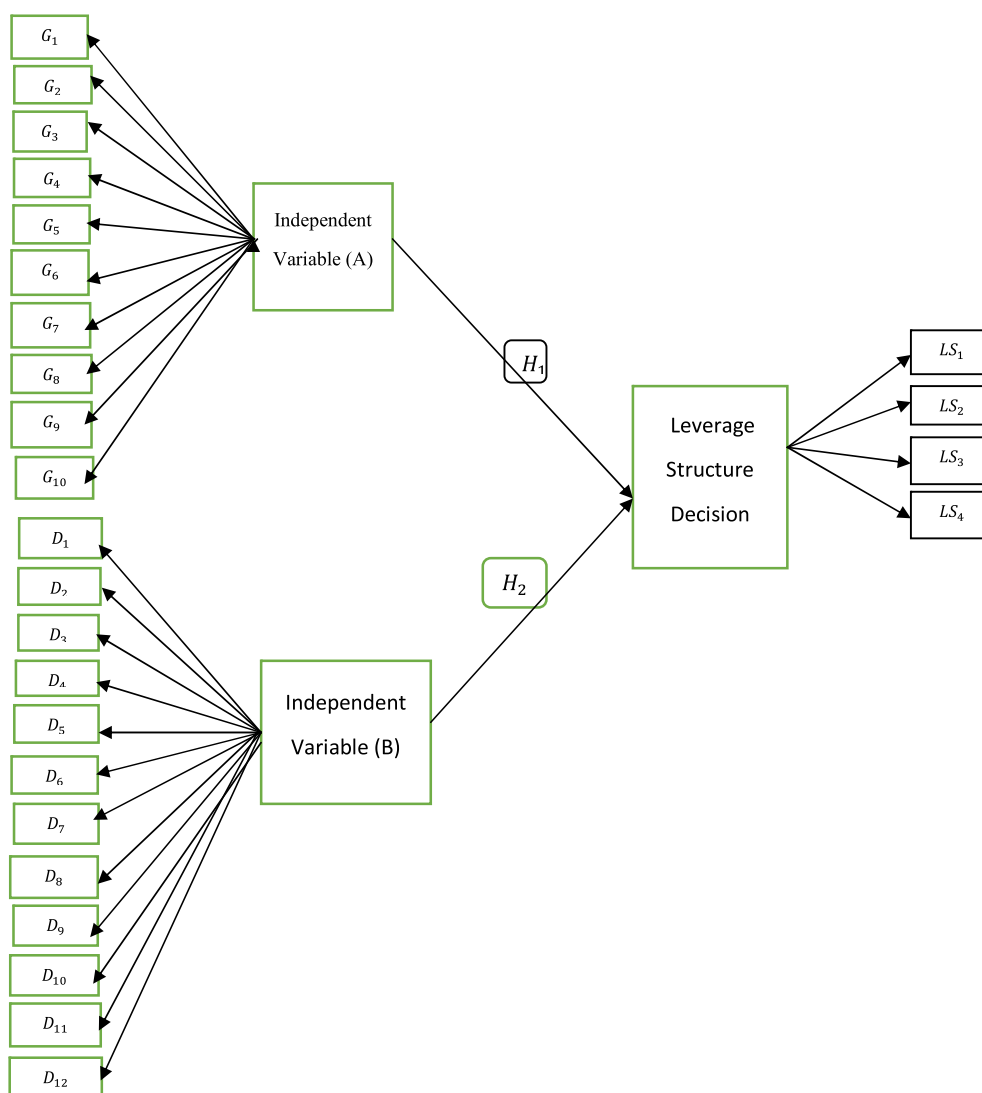 G₁
G₂
G₃
G₄
G₅
G₆
G₇
G₈
G₉
G₁₀
Independent
Variable (A)
H₁
Leverage
Structure
Decision
LS₁
LS₂
LS₃
LS₄
H₂
D₁
D₂
D₃
D₄
D₅
D₆
D₇
D₈
D₉
D₁₀
D₁₁
D₁₂
Independent
Variable (B)